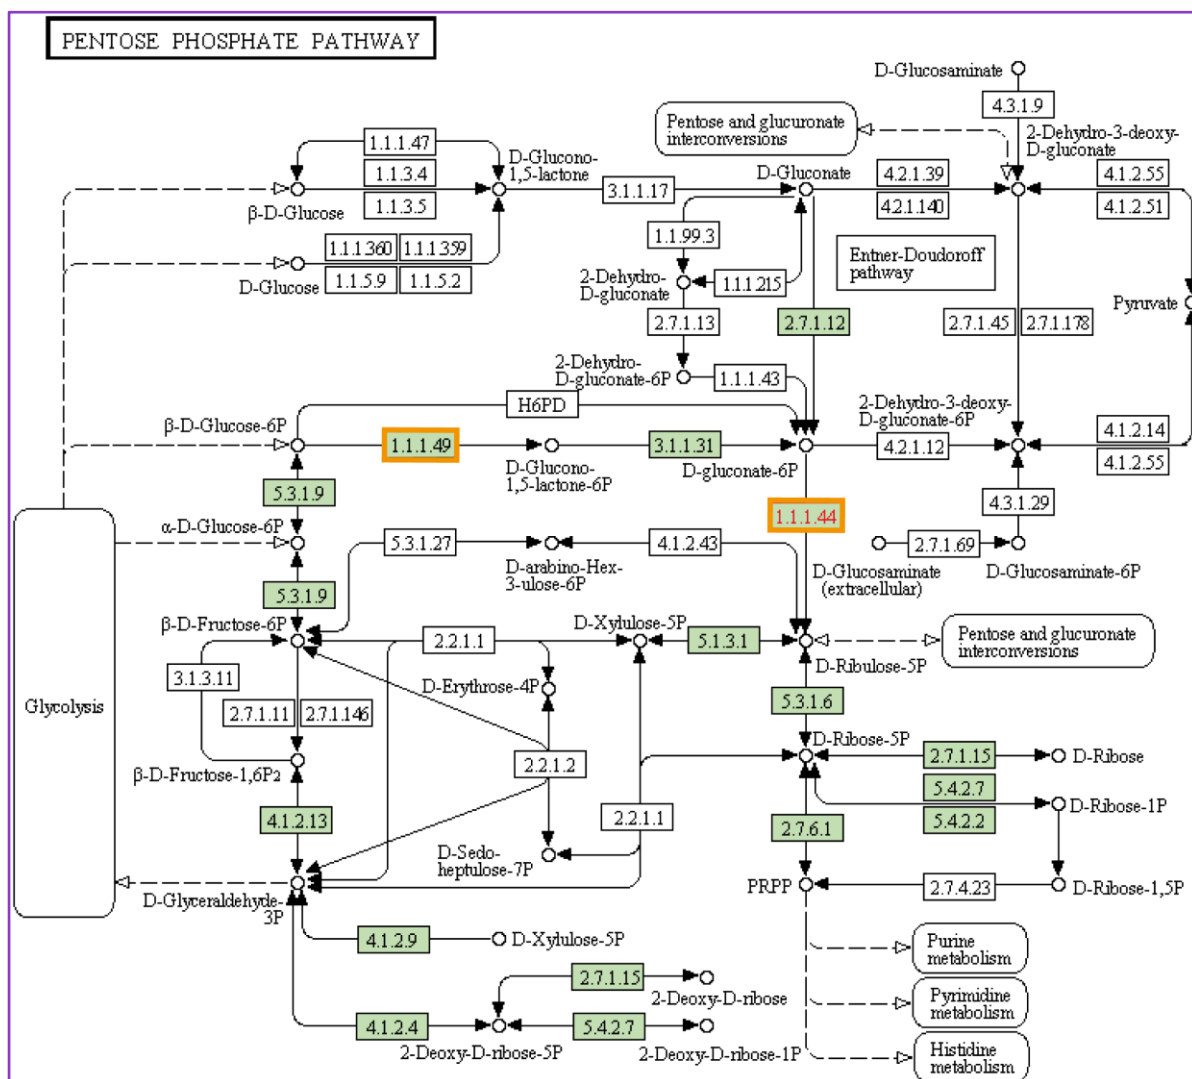 PENTOSE PHOSPHATE PATHWAY
D-Glucosaminate
4.3.1.9
Pentose and glucuronate
interconversions
2-Dehydro-3-deoxy-
D-gluconate
1.1.1.47
D-Glucono-
1,5-lactone
1.1.3.4
1.1.3.5
β-D-Glucose
3.1.1.17
D-Gluconate
4.2.1.39
4.2.1.140
4.1.2.55
4.1.2.51
1.1.1.360
1.1.1.359
1.1.5.9
1.1.5.2
D-Glucose
1.1.99.3
2-Dehydro-
D-gluconate
1.1.1.215
Entner-Doudoroff
pathway
Pyruvate
2.7.1.13
2.7.1.12
2.7.1.45
2.7.1.178
2-Dehydro-
D-gluconate-6P
1.1.1.43
H6PD
2-Dehydro-3-deoxy-
D-gluconate-6P
β-D-Glucose-6P
1.1.1.49
D-Glucono-
1,5-lactone-6P
3.1.1.31
D-gluconate-6P
4.2.1.12
4.1.2.14
4.1.2.55
5.3.1.9
4.3.1.29
1.1.1.44
α-D-Glucose-6P
5.3.1.27
D-arabino-Hex-
3-ulose-6P
4.1.2.43
2.7.1.69
D-Glucosaminate
(extracellular)
D-Glucosaminate-6P
5.3.1.9
β-D-Fructose-6P
2.2.1.1
D-Xylulose-5P
5.1.3.1
D-Ribulose-5P
Pentose and glucuronate
interconversions
3.1.3.11
D-Erythrose-4P
5.3.1.6
Glycolysis
2.7.1.11
2.7.1.146
D-Ribose-5P
2.7.1.15
D-Ribose
β-D-Fructose-1,6P2
2.2.1.2
5.4.2.7
5.4.2.2
D-Ribose-1P
4.1.2.13
2.2.1.1
2.7.6.1
D-Sedo-
heptulose-7P
D-Glyceraldehyde-
3P
PRPP
2.7.4.23
D-Ribose-1,5P
4.1.2.9
D-Xylulose-5P
Purine
metabolism
2.7.1.15
2-Deoxy-D-ribose
Pyrimidine
metabolism
4.1.2.4
2-Deoxy-D-ribose-5P
5.4.2.7
2-Deoxy-D-ribose-1P
Histidine
metabolism